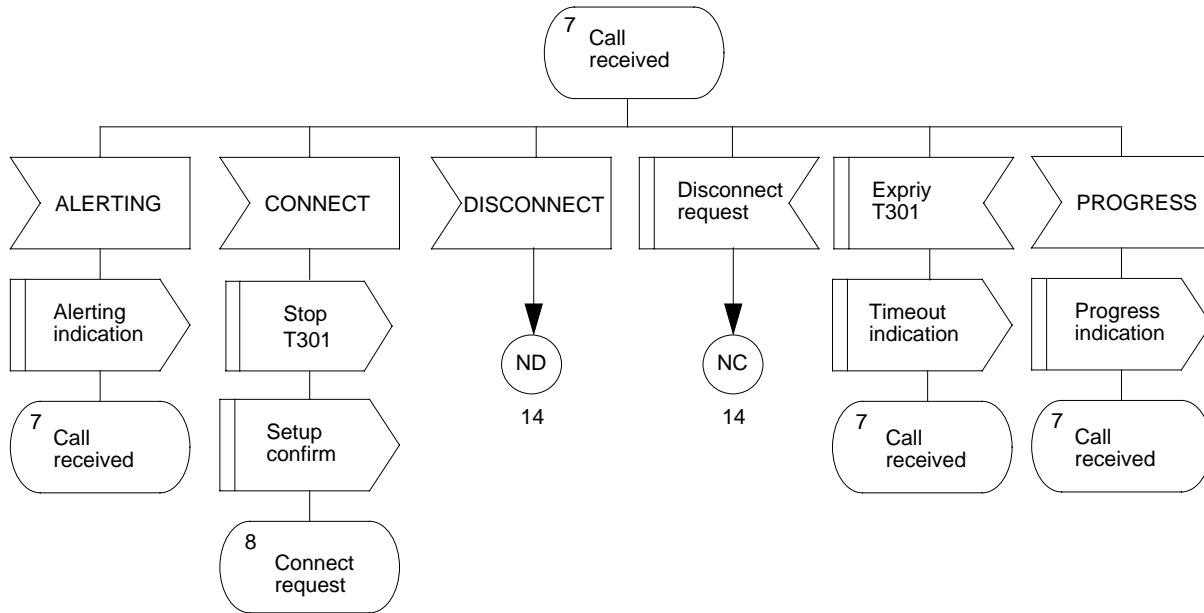 7
Call
received
ALERTING
CONNECT
DISCONNECT
Disconnect
request
Expriy
T301
PROGRESS
Alerting
indication
Stop
T301
Timeout
indication
Progress
indication
ND
NC
14
14
7
Call
received
Setup
confirm
7
Call
received
7
Call
received
8
Connect
request